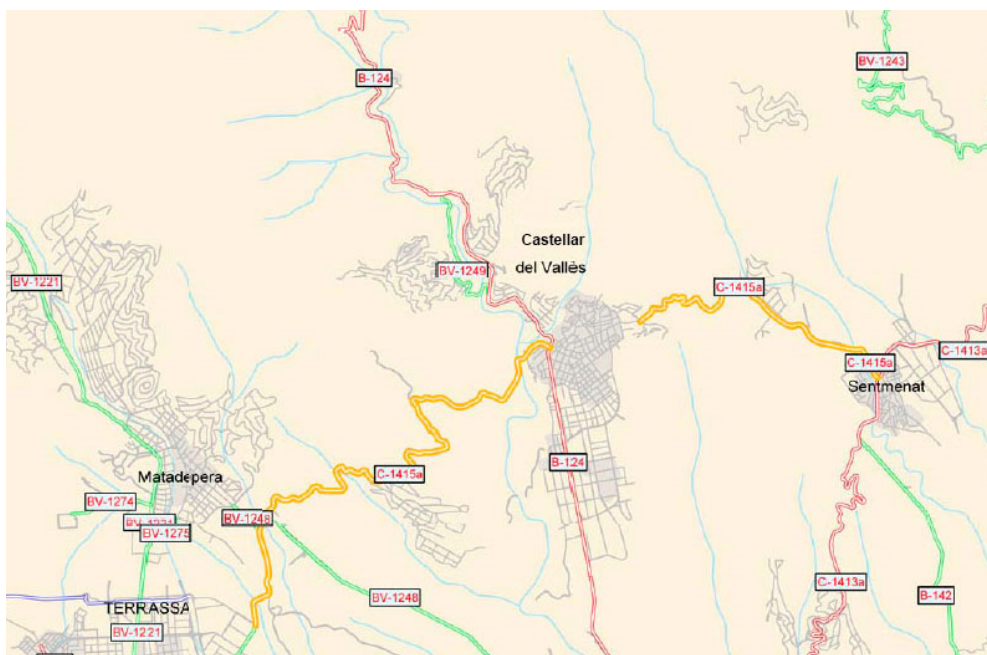 BV-1243
B-124
Castellar
del Vallès
BV-1249
BV-1221
C-1415a
C-1413a
C-1415a
Sentmenat
B-124
C-1415a
Matadepera
BV-1274
BV-1248
BV-1275
C-1413a
B-142
BV-1248
TERRASSA
BV-1221